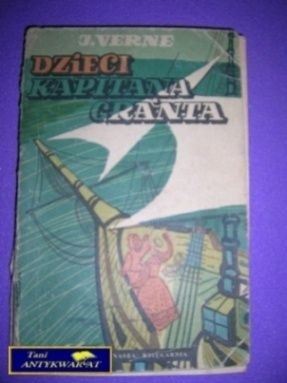 J. VERNE
DZIECI
KAPITANA
GRANTA
NASZA KSIĘGARNIA
Tani
ANTYKWARIAT